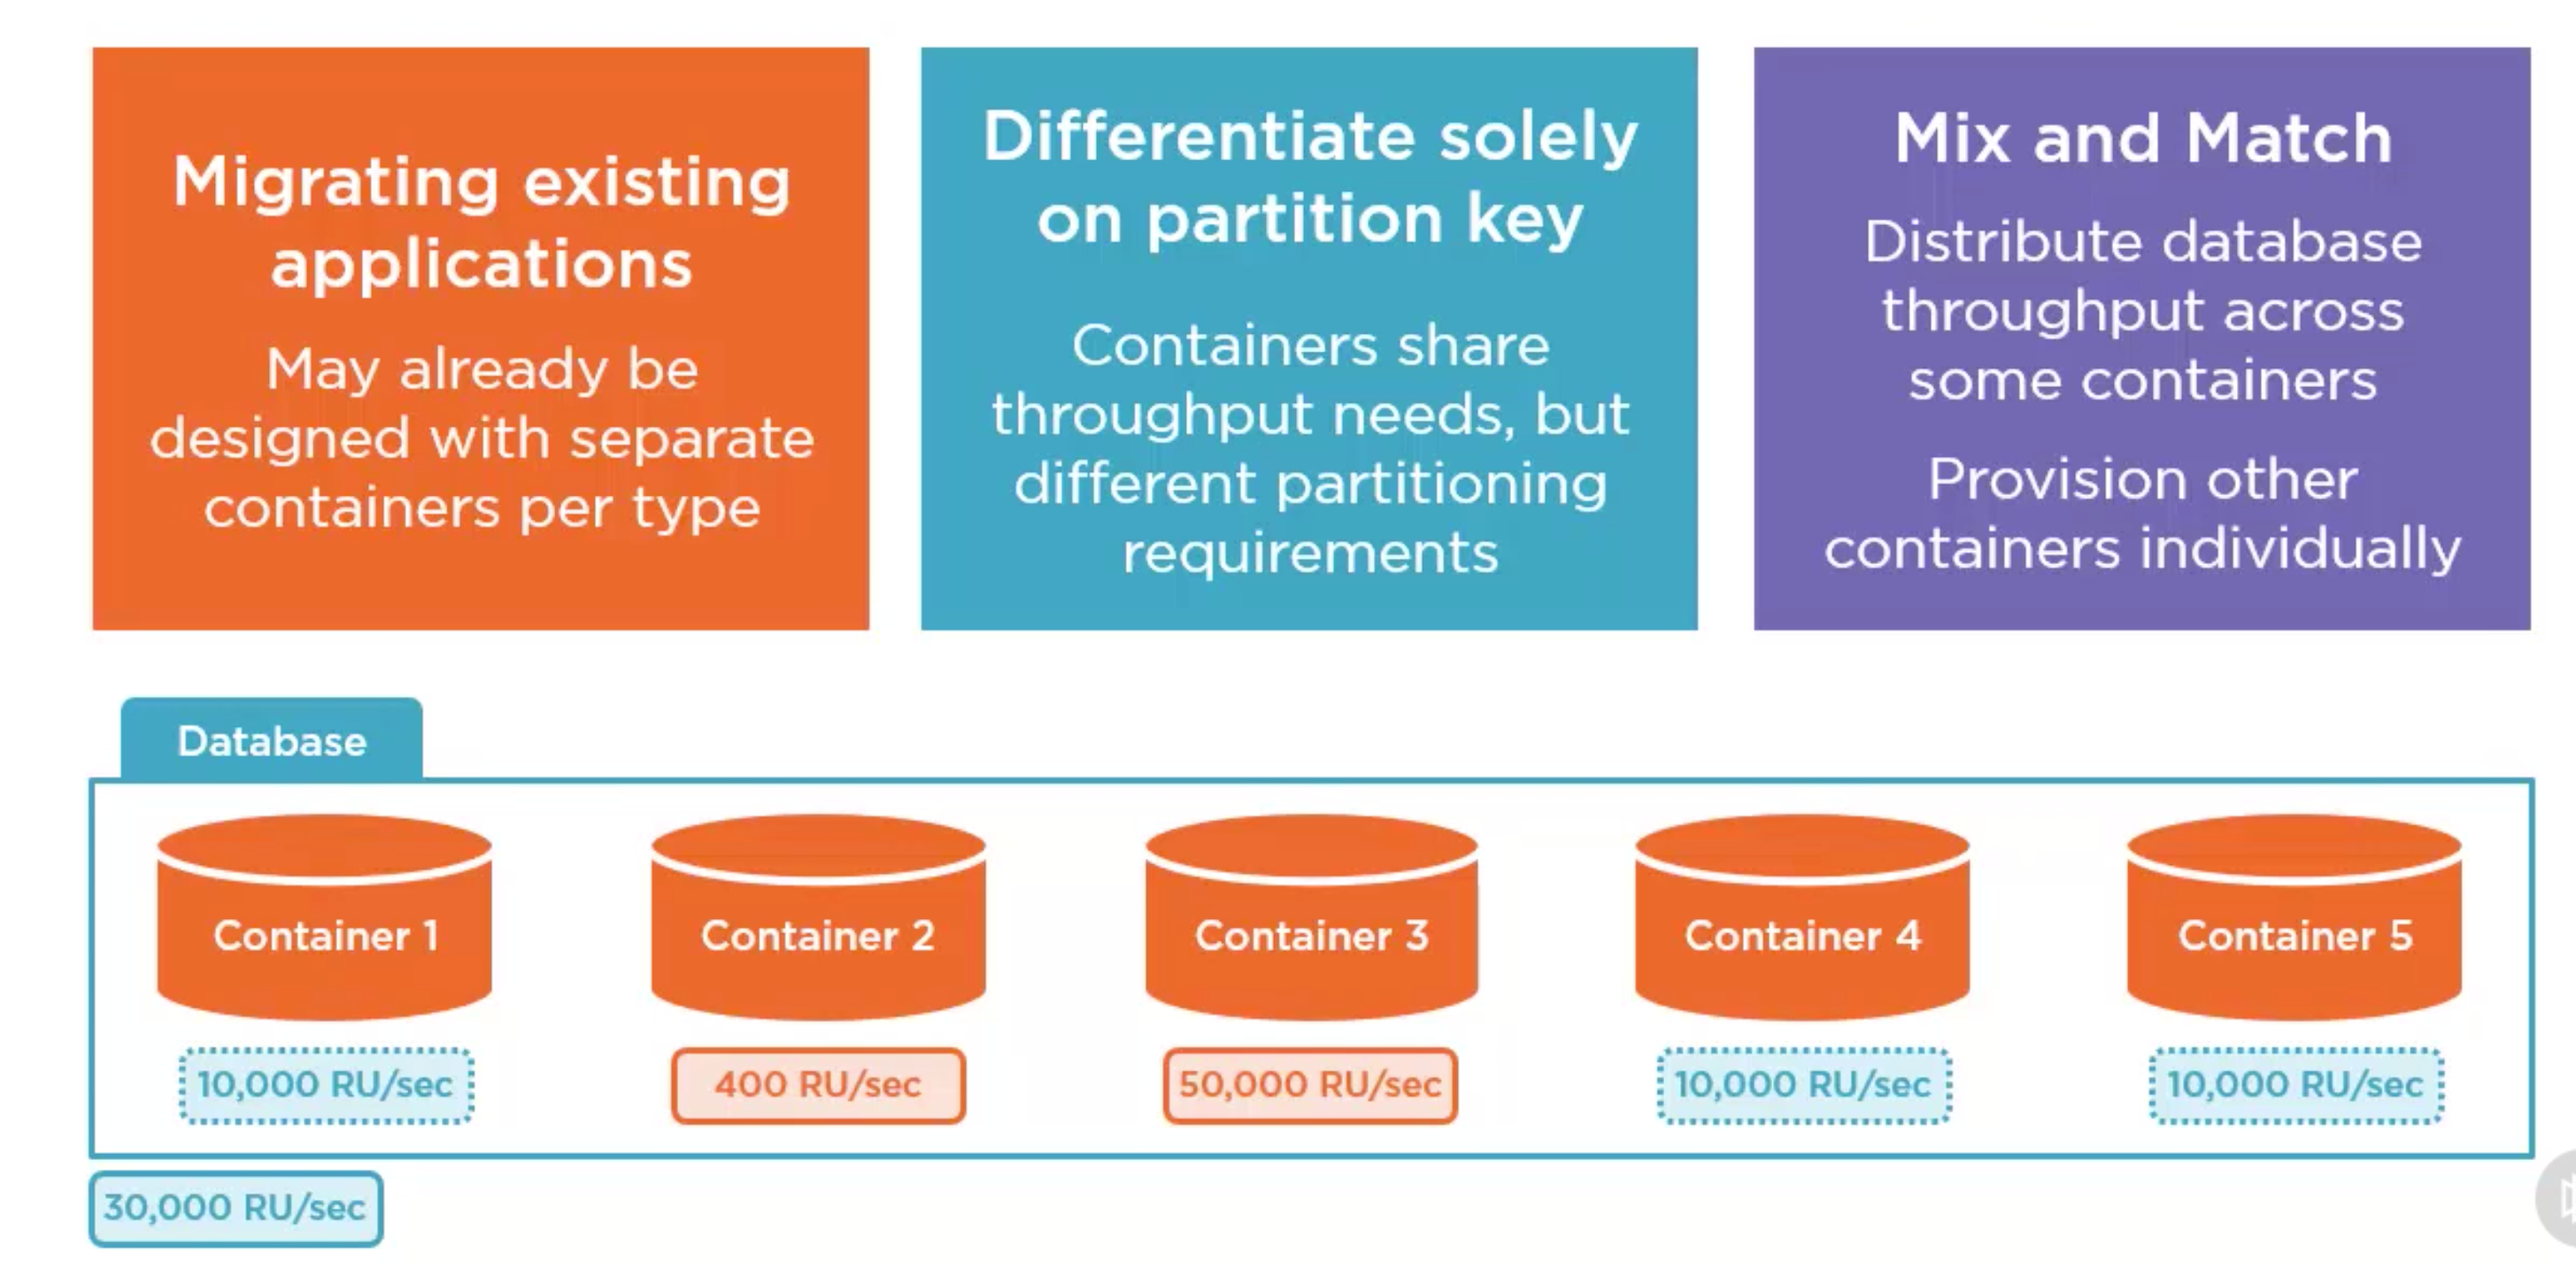 Migrating existing
applications
May already be
designed with separate
containers per type
Differentiate solely
on partition key
Containers share
throughput needs, but
different partitioning
requirements
Mix and Match
Distribute database
throughput across
some containers
Provision other
containers individually
Database
Container 1
Container 2
Container 3
Container 4
Container 5
10,000 RU/sec
400 RU/sec
50,000 RU/sec
10,000 RU/sec
10,000 RU/sec
30,000 RU/sec